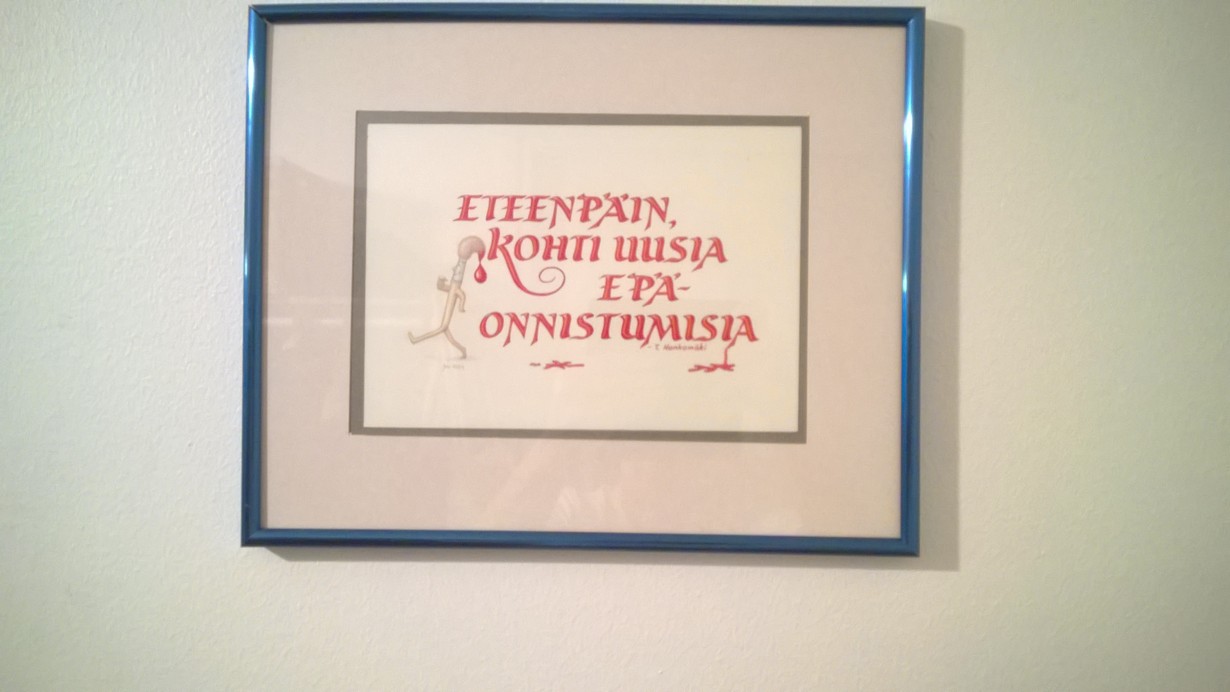 ETEENPÄIN,
KOHTI UUSIA
EPÄ-
ONNISTUMISIA